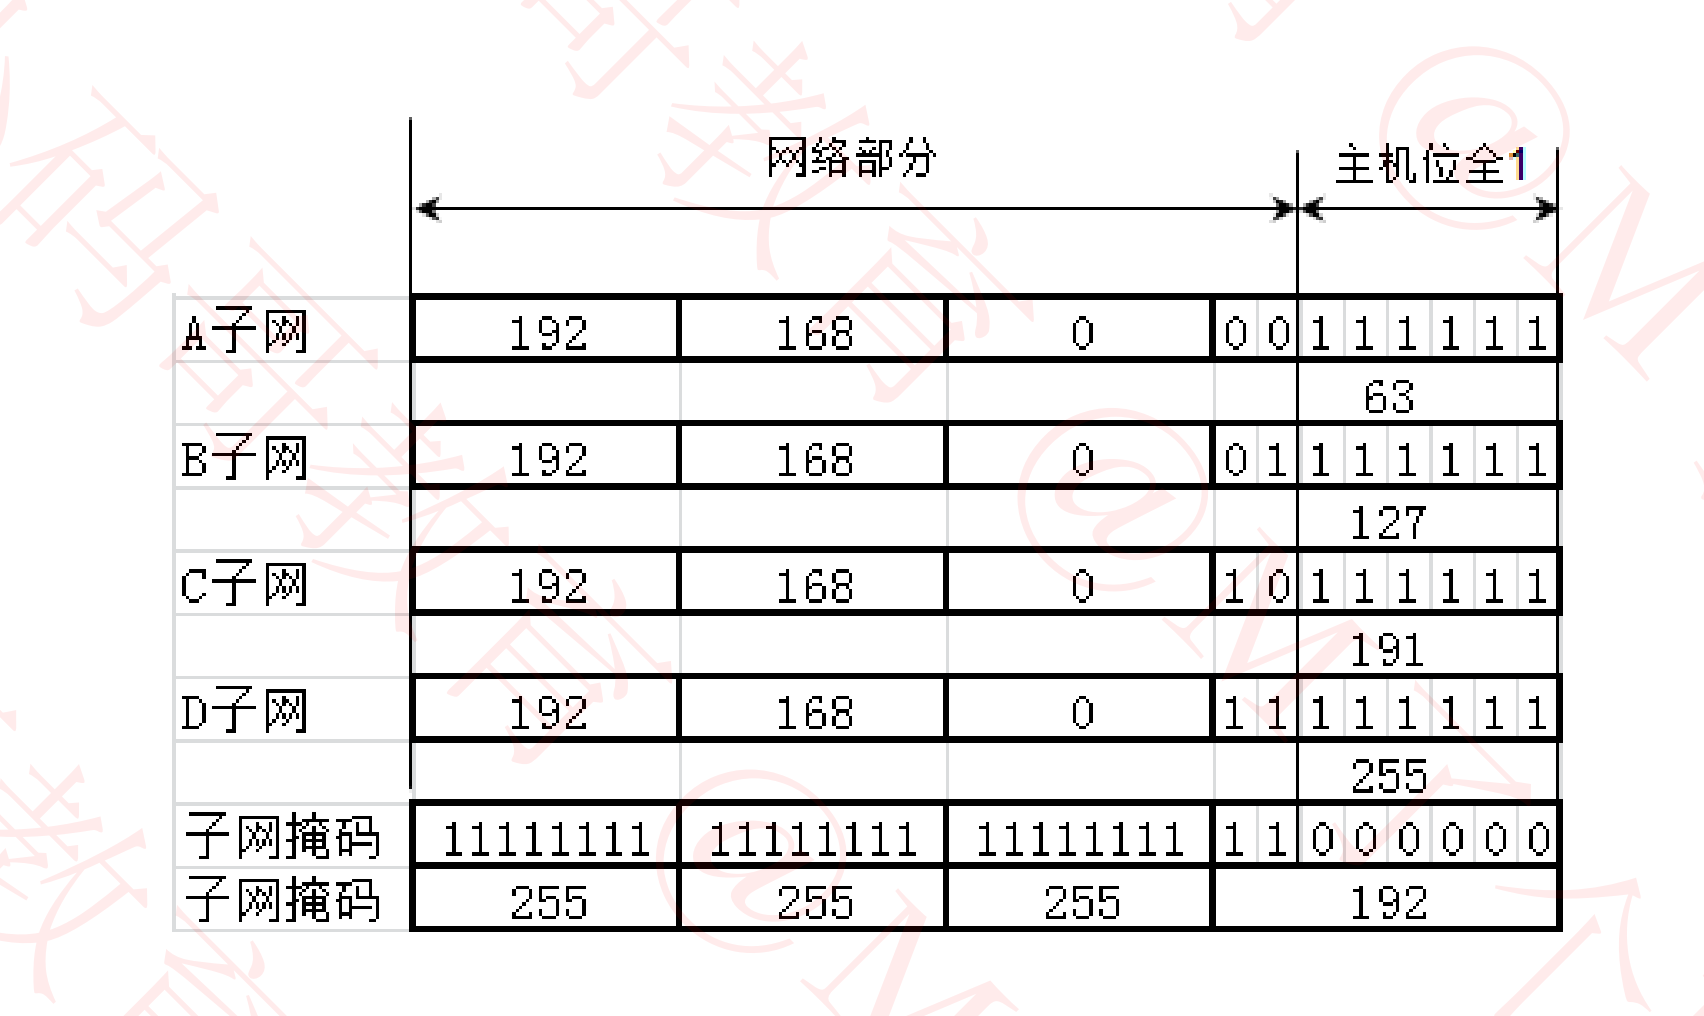 网络部分 主机位全1
A子网 192 168 0 0 0 1 1 1 1 1 1
63
B子网 192 168 0 0 1 1 1 1 1 1 1
127
C子网 192 168 0 1 0 1 1 1 1 1 1
191
D子网 192 168 0 1 1 1 1 1 1 1 1
255
子网掩码 11111111 11111111 11111111 1 1 0 0 0 0 0 0
子网掩码 255 255 255 192